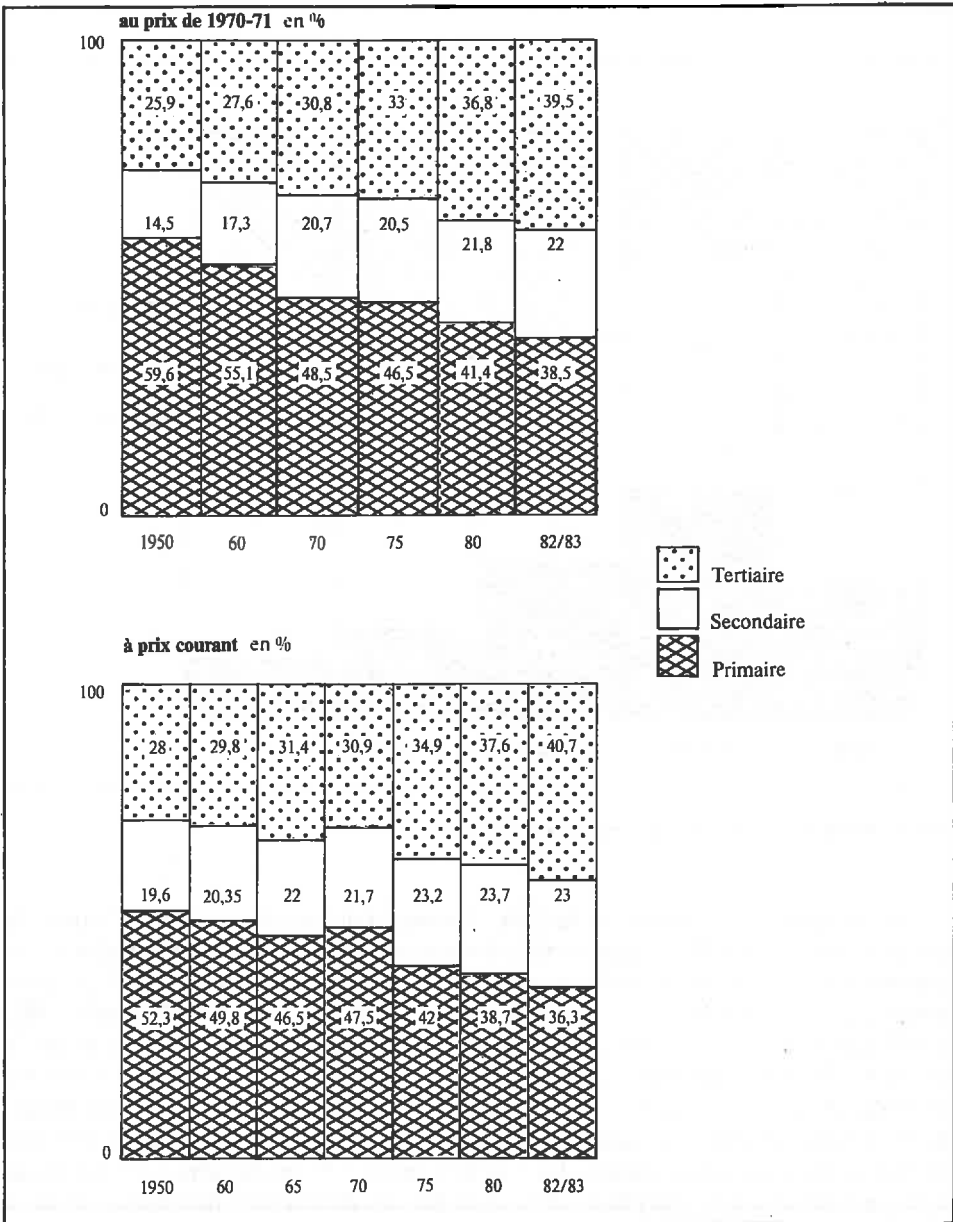 au prix de 1970-71 en %
100
25,9 27,6 30,8 33 36,8 39,5
14,5 17,3 20,7 20,5 21,8 22
59,6 55,1 48,5 46,5 41,4 38,5
0
1950 60 70 75 80 82/83
Tertiaire
Secondaire
Primaire
à prix courant en %
100
28 29,8 31,4 30,9 34,9 37,6 40,7
19,6 20,35 22 21,7 23,2 23,7 23
52,3 49,8 46,5 47,5 42 38,7 36,3
0
1950 60 65 70 75 80 82/83